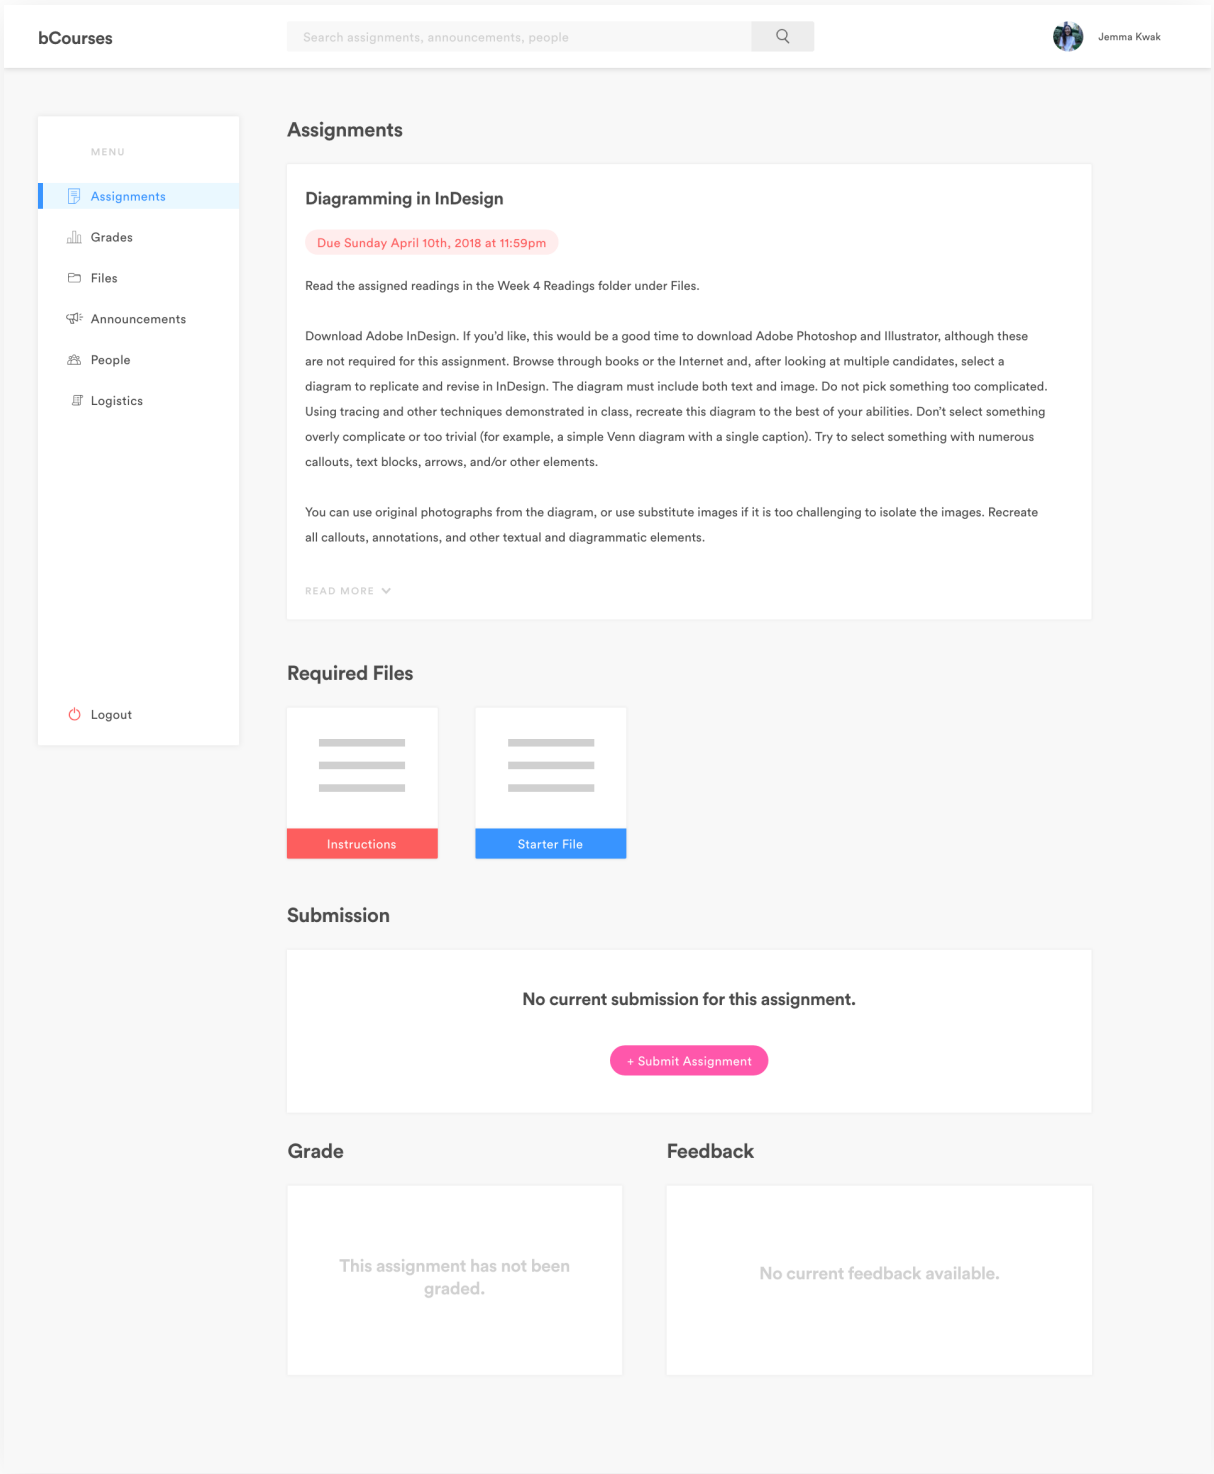 bCourses
Search assignments, announcements, people
Jemma Kwak
MENU
Assignments
Grades
Files
Announcements
People
Logistics
Logout
Assignments
Diagramming in InDesign
Due Sunday April 10th, 2018 at 11:59pm
Read the assigned readings in the Week 4 Readings folder under Files.
Download Adobe InDesign. If you'd like, this would be a good time to download Adobe Photoshop and Illustrator, although these
are not required for this assignment. Browse through books or the Internet and, after looking at multiple candidates, select a
diagram to replicate and revise in InDesign. The diagram must include both text and image. Do not pick something too complicated.
Using tracing and other techniques demonstrated in class, recreate this diagram to the best of your abilities. Don't select something
overly complicate or too trivial (for example, a simple Venn diagram with a single caption). Try to select something with numerous
callouts, text blocks, arrows, and/or other elements.
You can use original photographs from the diagram, or use substitute images if it is too challenging to isolate the images. Recreate
all callouts, annotations, and other textual and diagrammatic elements.
READ MORE
Required Files
Instructions
Starter File
Submission
No current submission for this assignment.
+ Submit Assignment
Grade
This assignment has not been
graded.
Feedback
No current feedback available.